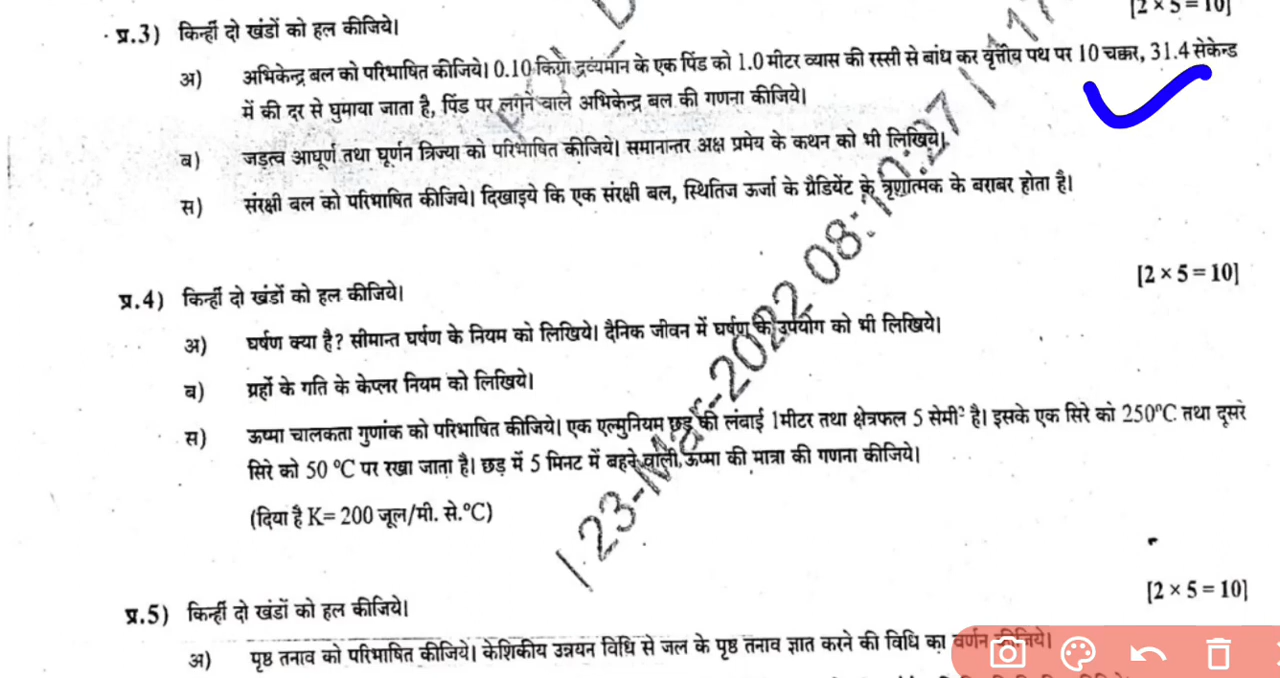 [2 × 5 = 10]
प्र.3) किन्हीं दो खंडों को हल कीजिये।
अ) अभिकेन्द्र बल को परिभाषित कीजिये। 0.10 किग्रा द्रव्यमान के एक पिंड को 1.0 मीटर व्यास की रस्सी से बांध कर वृत्तीय पथ पर 10 चक्कर, 31.4 सेकेन्ड
में की दर से घुमाया जाता है, पिंड पर लगने वाले अभिकेन्द्र बल की गणना कीजिये।
ब) जड़त्व आघूर्ण तथा घूर्णन त्रिज्या को परिभाषित कीजिये। समानान्तर अक्ष प्रमेय के कथन को भी लिखिये।
स) संरक्षी बल को परिभाषित कीजिये। दिखाइये कि एक संरक्षी बल, स्थितिज ऊर्जा के ग्रैडियेंट के ऋणात्मक के बराबर होता है।
[2 × 5 = 10]
प्र.4) किन्हीं दो खंडों को हल कीजिये।
अ) घर्षण क्या है? सीमान्त घर्षण के नियम को लिखिये। दैनिक जीवन में घर्षण के उपयोग को भी लिखिये।
ब) ग्रहों के गति के केप्लर नियम को लिखिये।
स) ऊष्मा चालकता गुणांक को परिभाषित कीजिये। एक एल्मुनियम छड़ की लंबाई 1मीटर तथा क्षेत्रफल 5 सेमी² है। इसके एक सिरे को 250°C तथा दूसरे
सिरे को 50 °C पर रखा जाता है। छड़ में 5 मिनट में बहने वाली ऊष्मा की मात्रा की गणना कीजिये।
(दिया है K= 200 जूल/मी. से.°C)
[2 × 5 = 10]
प्र.5) किन्हीं दो खंडों को हल कीजिये।
अ) पृष्ठ तनाव को परिभाषित कीजिये। केशिकीय उन्नयन विधि से जल के पृष्ठ तनाव ज्ञात करने की विधि का वर्णन कीजिये।
| 23-Mar-2022 08:10:27 |